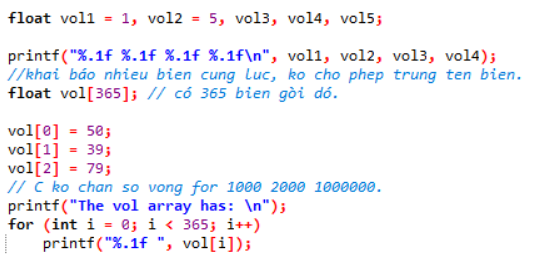 float vol1 = 1, vol2 = 5, vol3, vol4, vol5;
printf("%.1f %.1f %.1f %.1f\n", vol1, vol2, vol3, vol4);
//khai báo nhieu bien cung luc, ko cho phep trung ten bien.
float vol[365]; // có 365 bien gòi dó.
vol[0] = 50;
vol[1] = 39;
vol[2] = 79;
// C ko chan so vong for 1000 2000 1000000.
printf("The vol array has: \n");
for (int i = 0; i < 365; i++)
    printf("%.1f ", vol[i]);